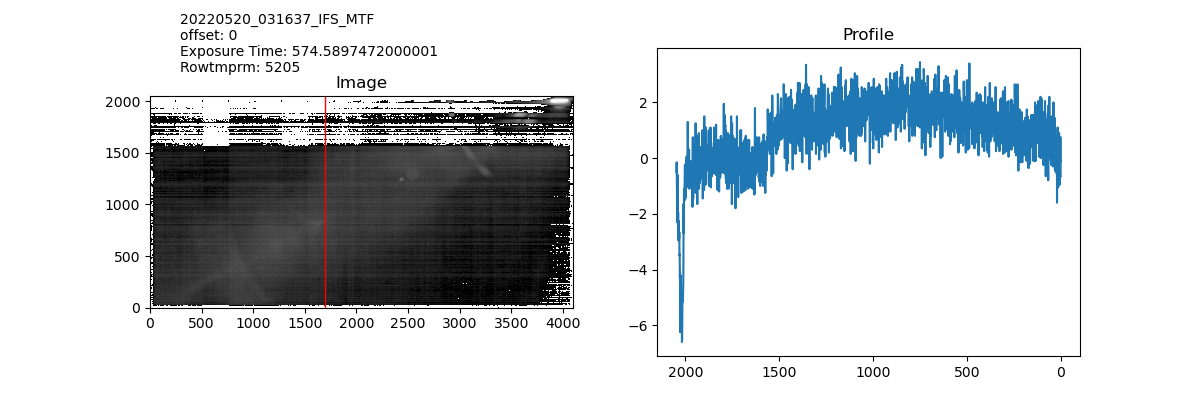 20220520_031637_IFS_MTF
offset: 0
Exposure Time: 574.5897472000001
Rowtmprm: 5205
Image
2000
1500
1000
500
0
0 500 1000 1500 2000 2500 3000 3500 4000
Profile
2
0
−2
−4
−6
2000 1500 1000 500 0